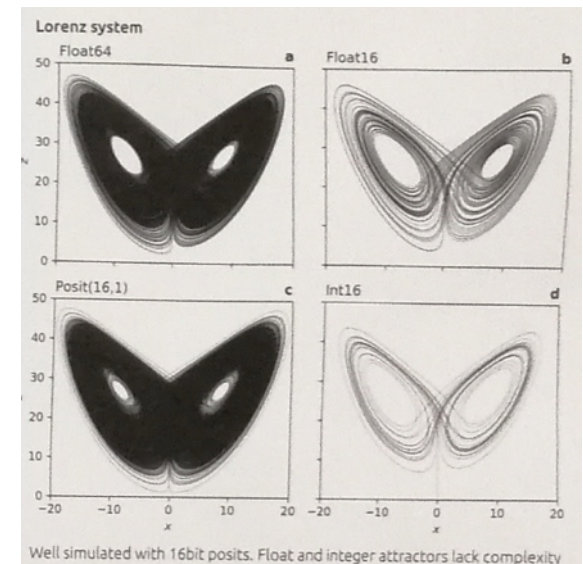 Lorenz system
Float64 a
Float16 b
50
40
30
20
10
0
z
Posit(16,1) c
Int16 d
50
40
30
20
10
0
−20 −10 0 10 20
−20 −10 0 10 20
x
x
Well simulated with 16bit posits. Float and integer attractors lack complexity